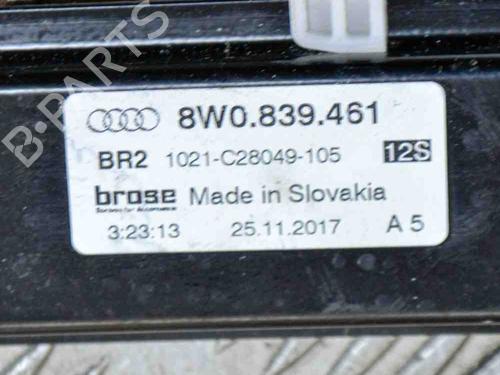 B-PARTS
8W0.839.461
BR2 1021-C28049-105 12S
brose Made in Slovakia
3:23:13 25.11.2017 A 5